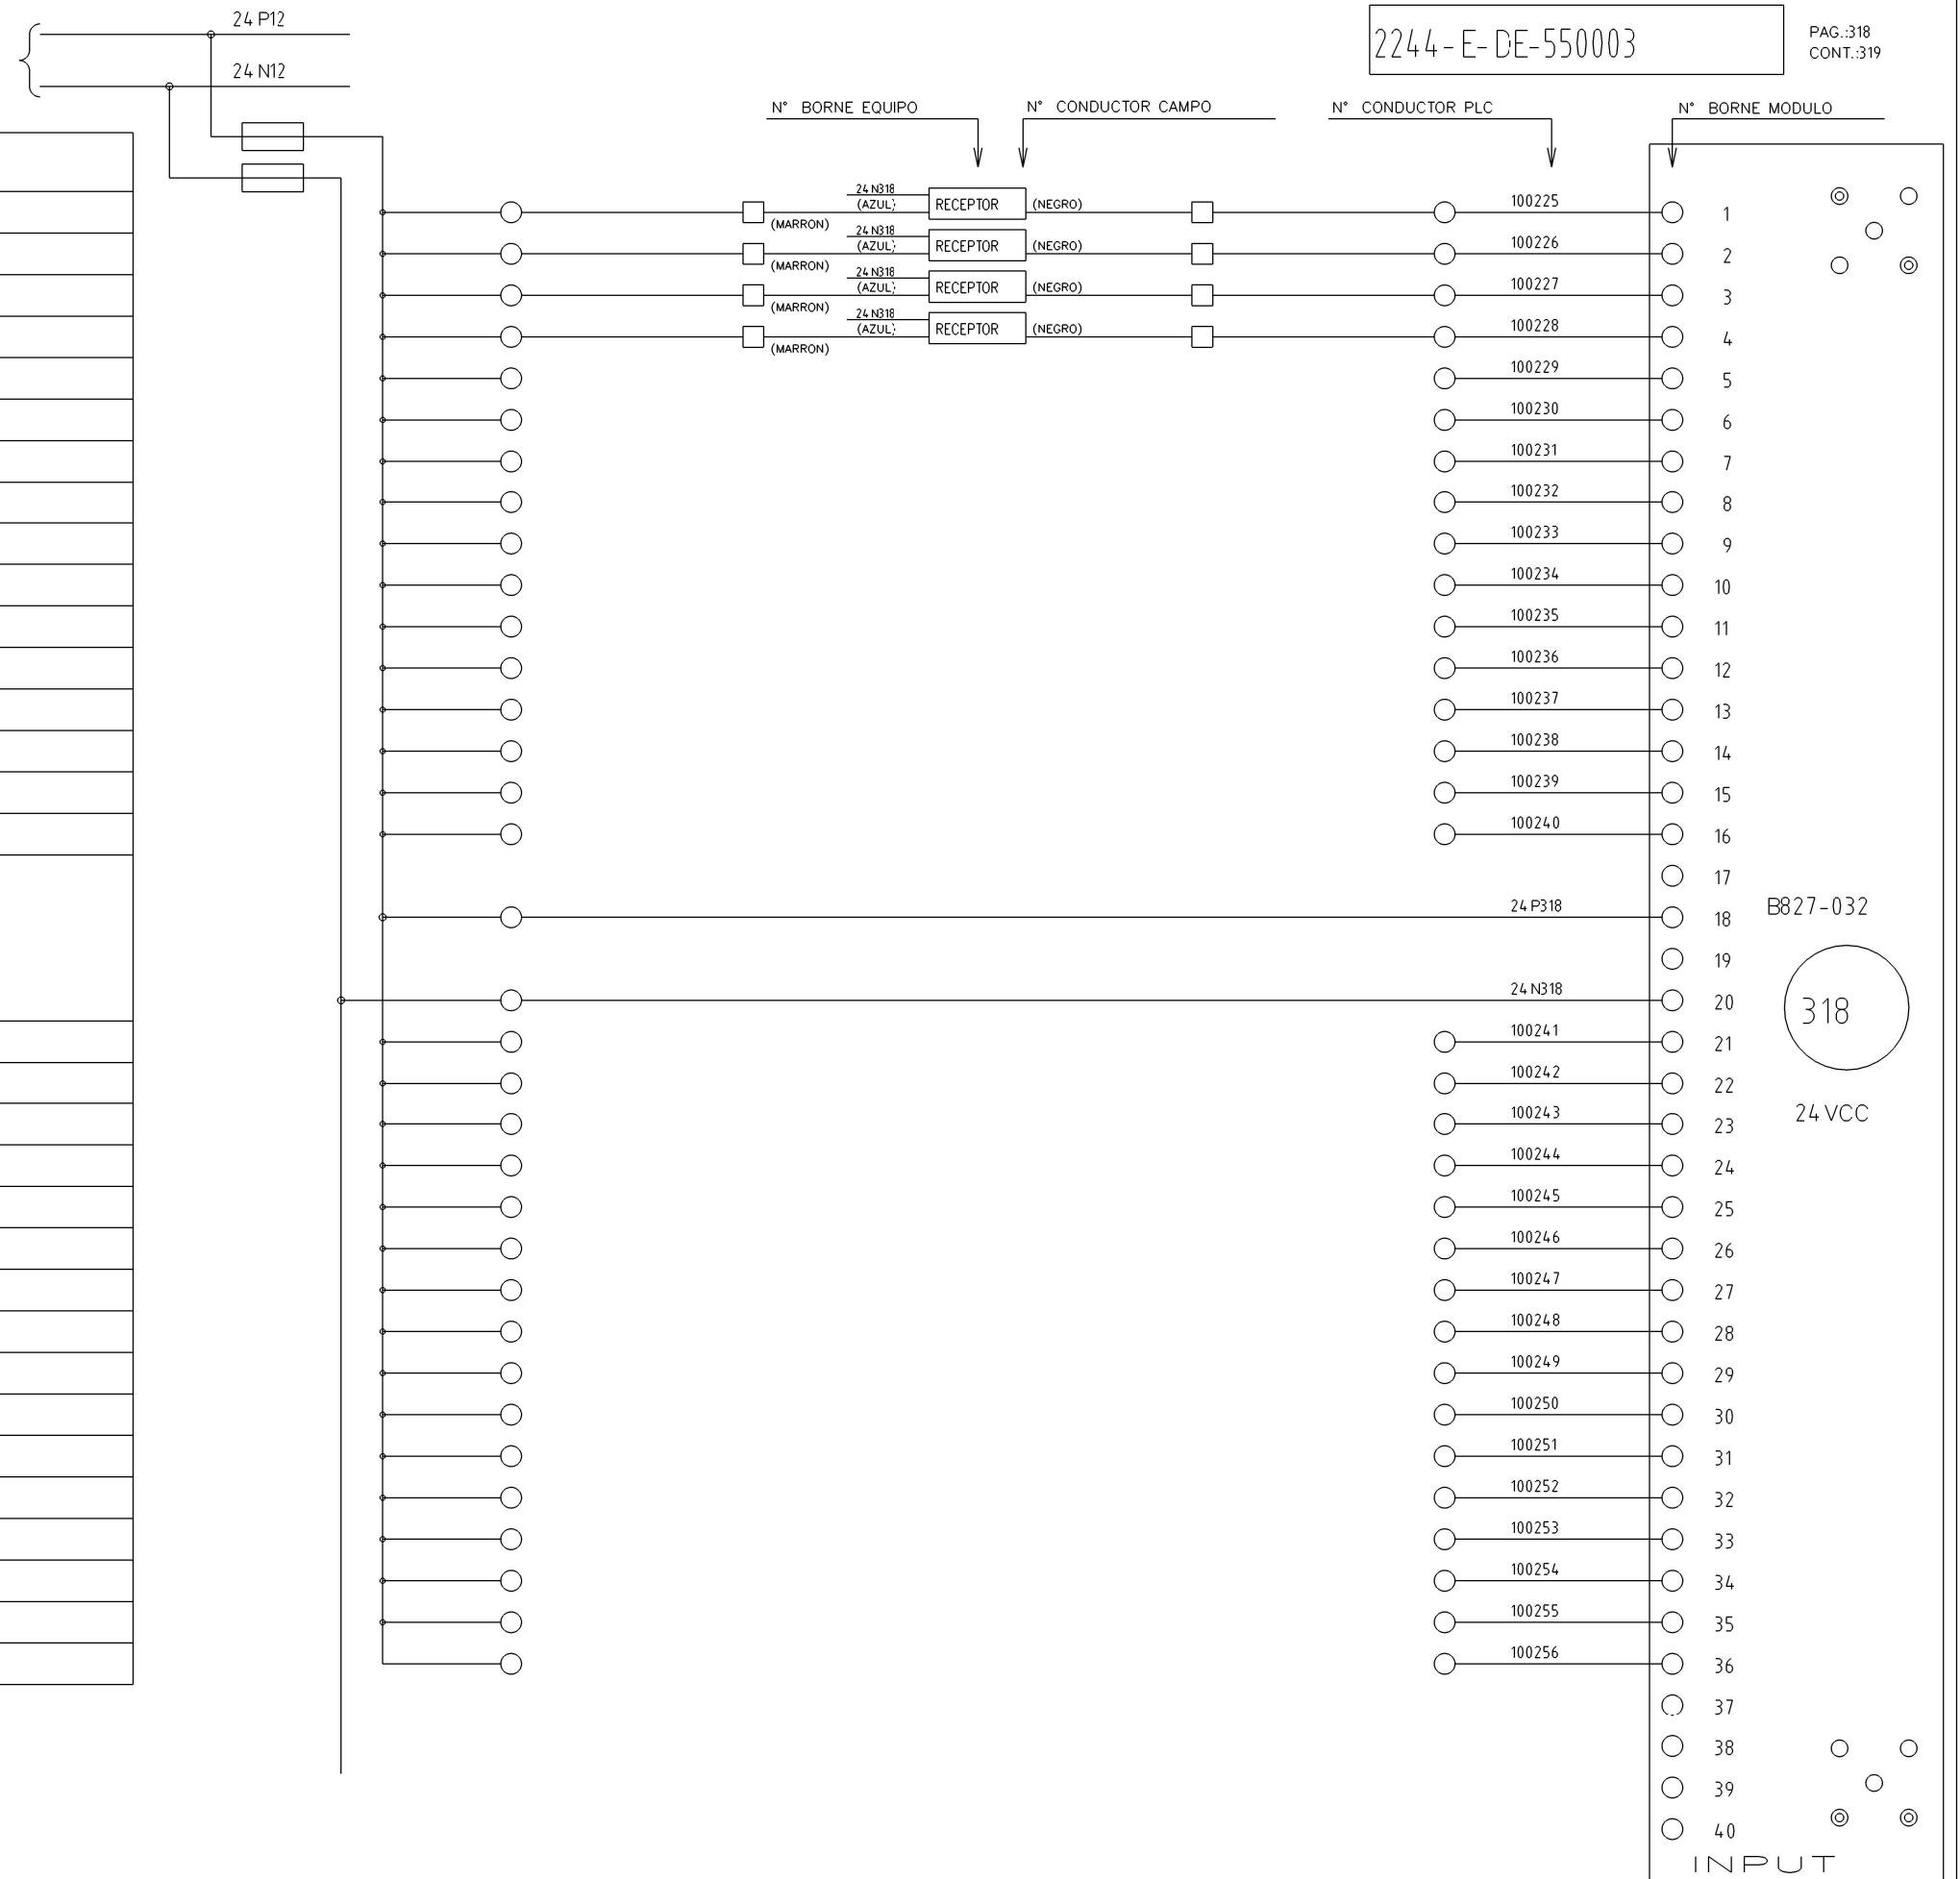 24 P12
24 N12
2244-E-DE-550003
PAG.:318
CONT.:319
N° BORNE EQUIPO
N° CONDUCTOR CAMPO
N° CONDUCTOR PLC
N° BORNE MODULO
24 N318
(AZUL)
RECEPTOR
(NEGRO)
(MARRON)
100225
1
24 N318
(AZUL)
RECEPTOR
(NEGRO)
(MARRON)
100226
2
24 N318
(AZUL)
RECEPTOR
(NEGRO)
(MARRON)
100227
3
24 N318
(AZUL)
RECEPTOR
(NEGRO)
(MARRON)
100228
4
100229 5
100230 6
100231 7
100232 8
100233 9
100234 10
100235 11
100236 12
100237 13
100238 14
100239 15
100240 16
17
B827-032
24 P318 18
19
318
24 N318 20
100241 21
100242 22
24 VCC
100243 23
100244 24
100245 25
100246 26
100247 27
100248 28
100249 29
100250 30
100251 31
100252 32
100253 33
100254 34
100255 35
100256 36
37
38
39
40
INPUT